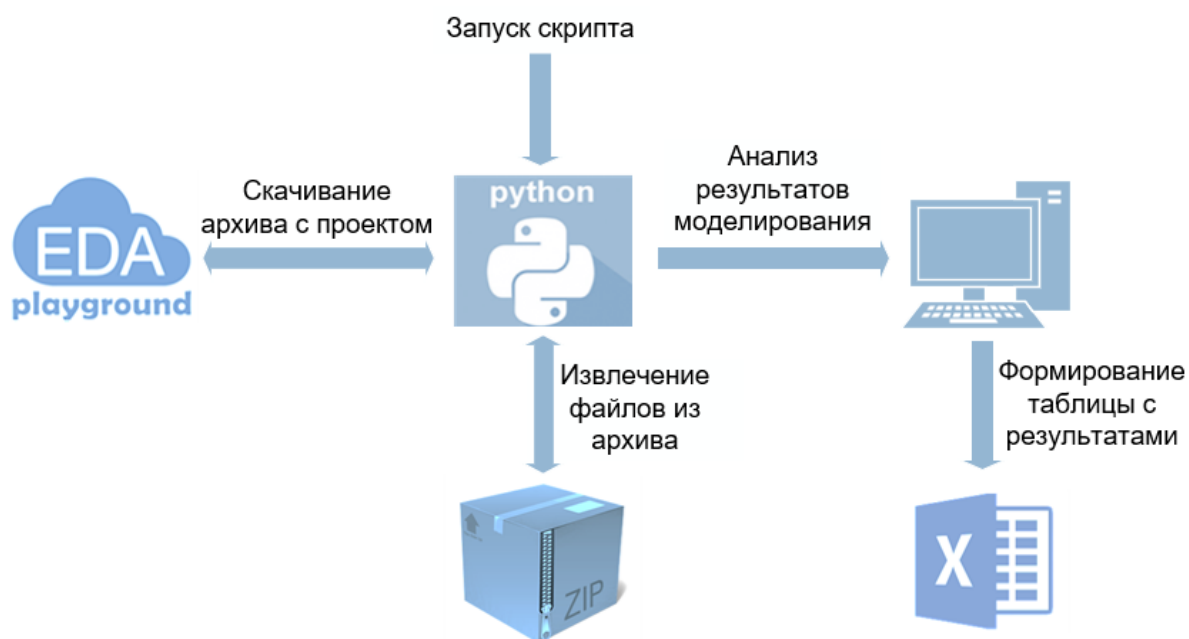 Запуск скрипта
Скачивание
архива с проектом
EDA
playground
python
Анализ
результатов
моделирования
Извлечение
файлов из
архива
ZIP
Формирование
таблицы с
результатами
X